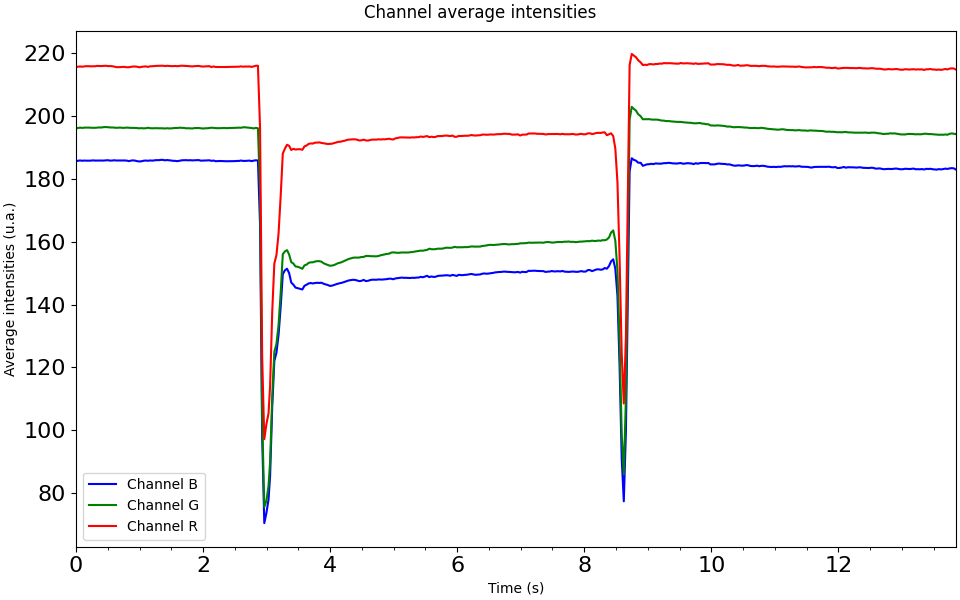 Channel average intensities
220
200
180
160
140
120
100
80
Average intensities (u.a.)
Channel B
Channel G
Channel R
0 2 4 6 8 10 12
Time (s)